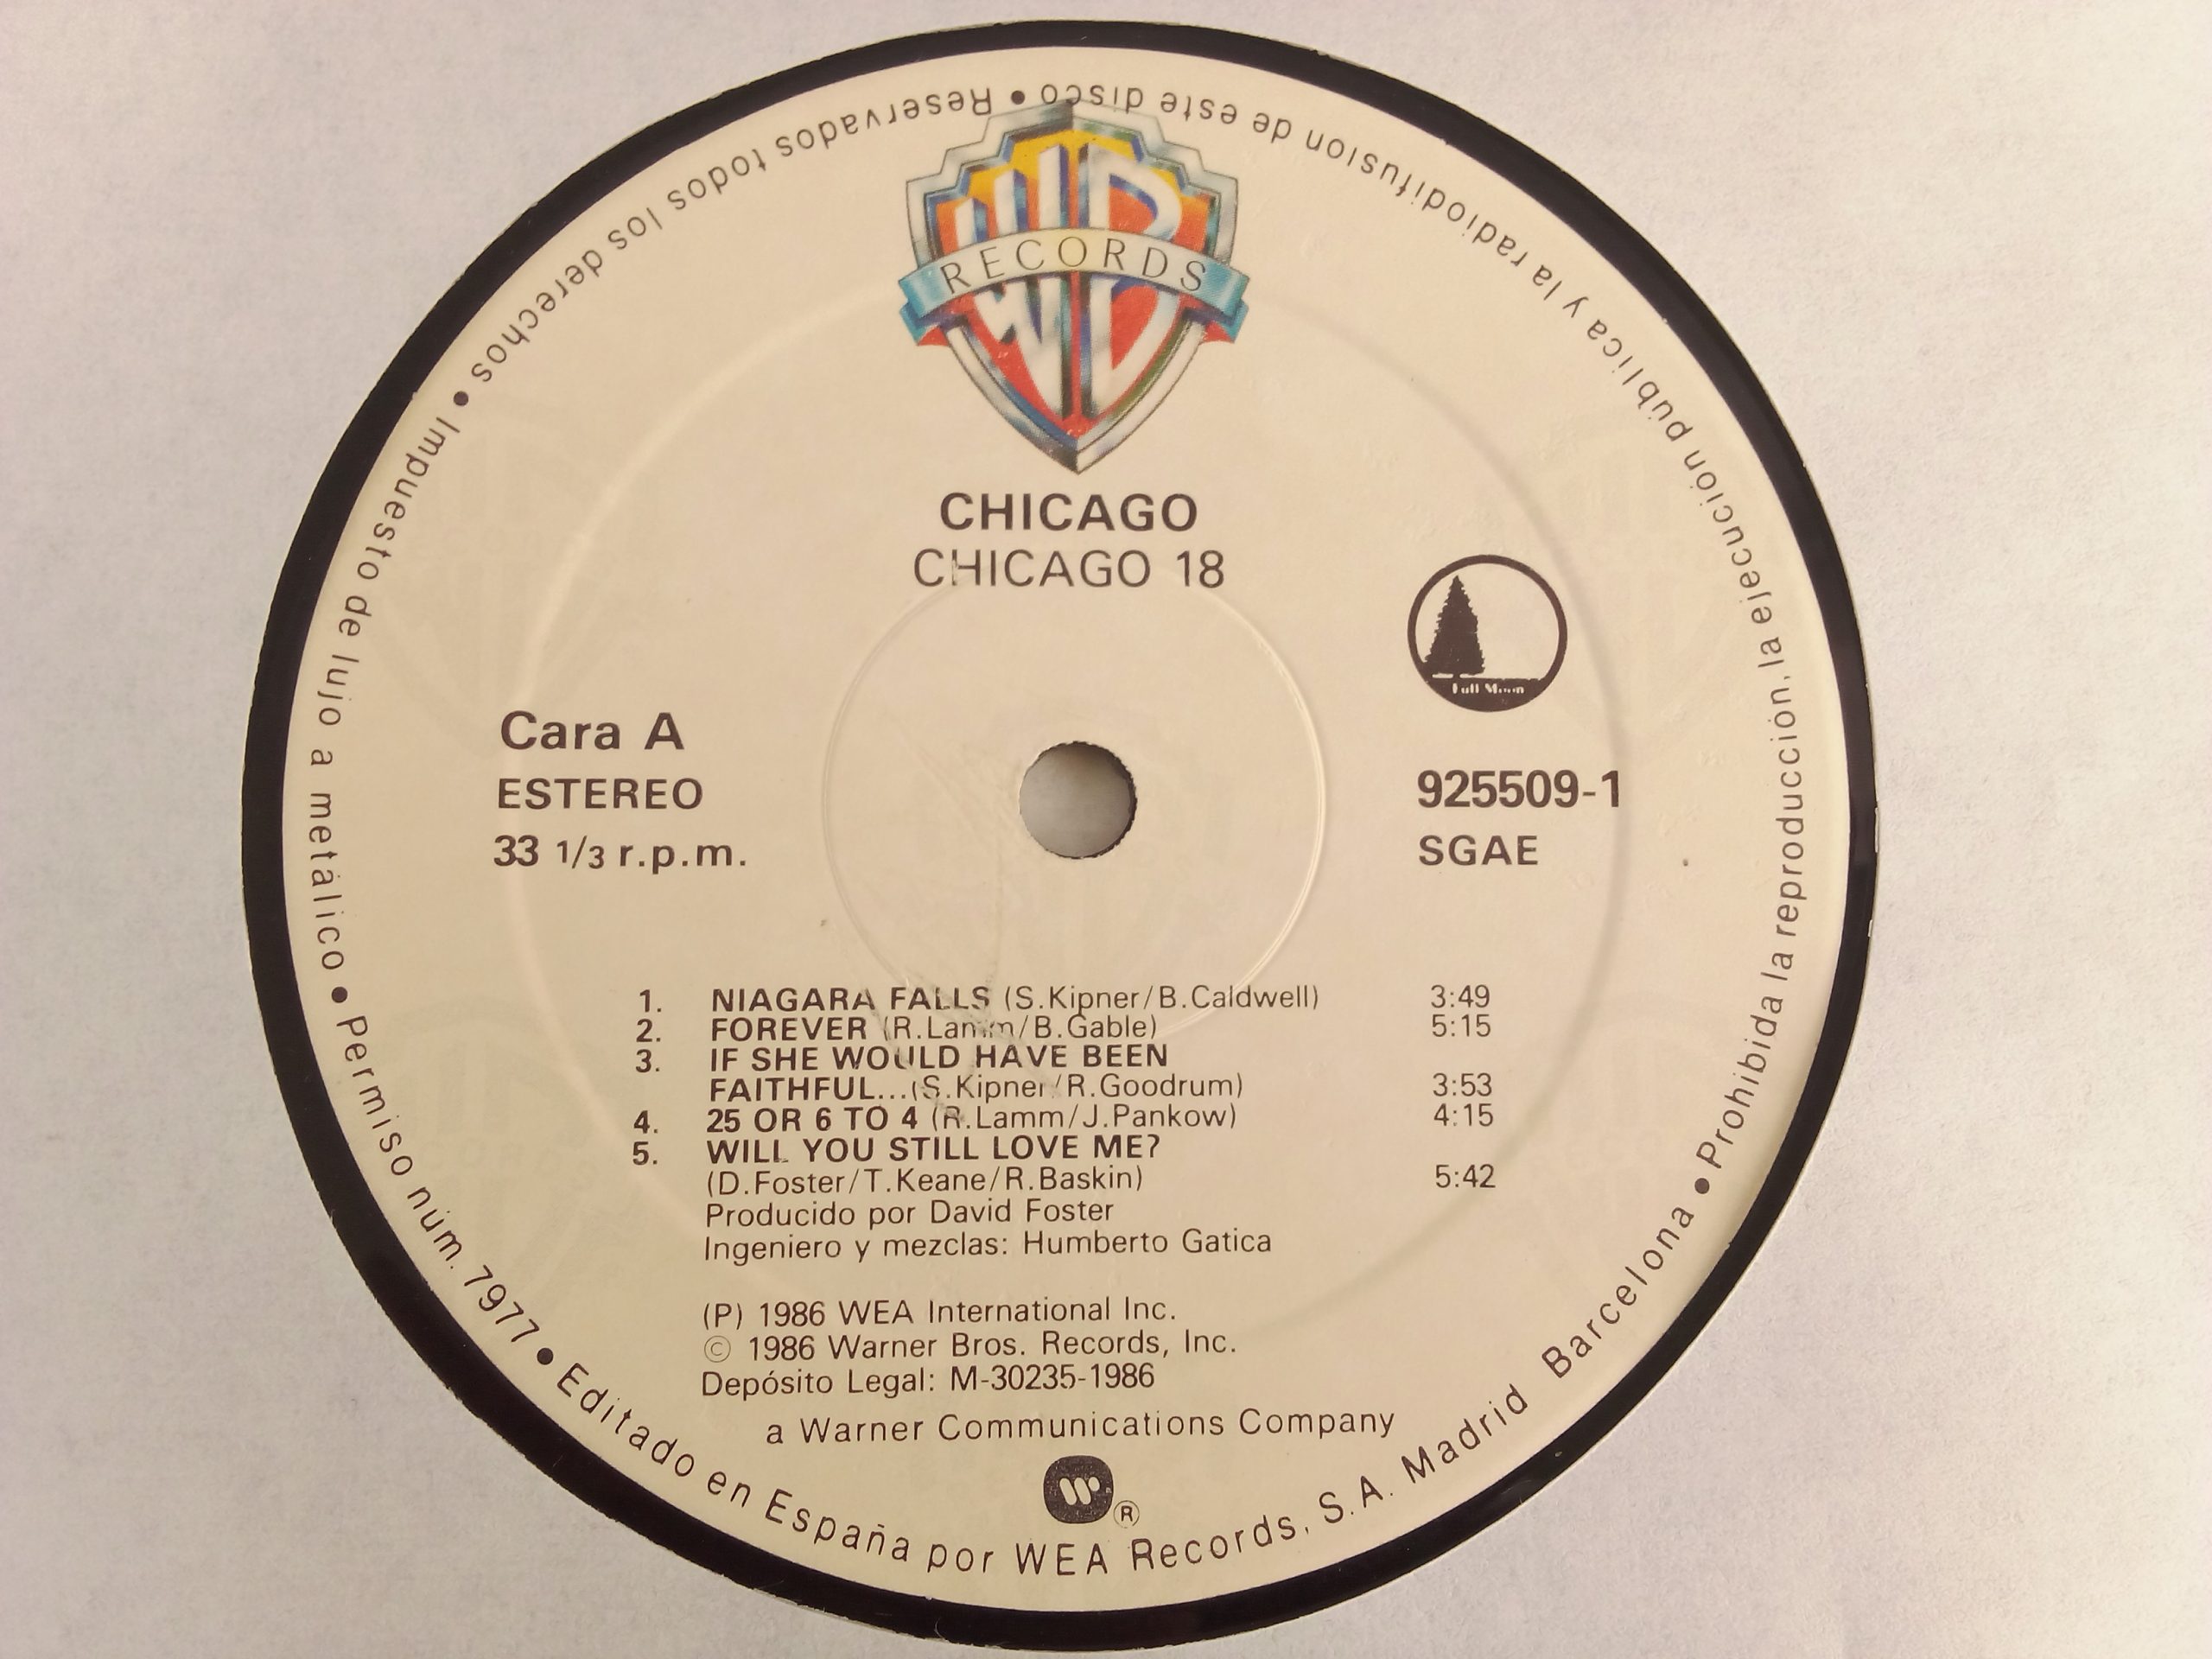 WB
RECORDS
CHICAGO
CHICAGO 18
Full Moon
Cara A
ESTEREO
33 1/3 r.p.m.
925509-1
SGAE
1. NIAGARA FALLS (S.Kipner/B.Caldwell) 3:49
2. FOREVER (R.Lamm/B.Gable) 5:15
3. IF SHE WOULD HAVE BEEN
FAITHFUL...(S.Kipner/R.Goodrum) 3:53
4. 25 OR 6 TO 4 (R.Lamm/J.Pankow) 4:15
5. WILL YOU STILL LOVE ME?
(D.Foster/T.Keane/R.Baskin) 5:42
Producido por David Foster
Ingeniero y mezclas: Humberto Gatica
(P) 1986 WEA International Inc.
© 1986 Warner Bros. Records, Inc.
Depósito Legal: M-30235-1986
a Warner Communications Company
W ®
Reservados todos los derechos • Impuesto de lujo a metálico • Permiso núm. 7977 • Editado en España por WEA Records, S.A. Madrid Barcelona • Prohibida la reproducción, la ejecución pública y la radiodifusion de este disco •